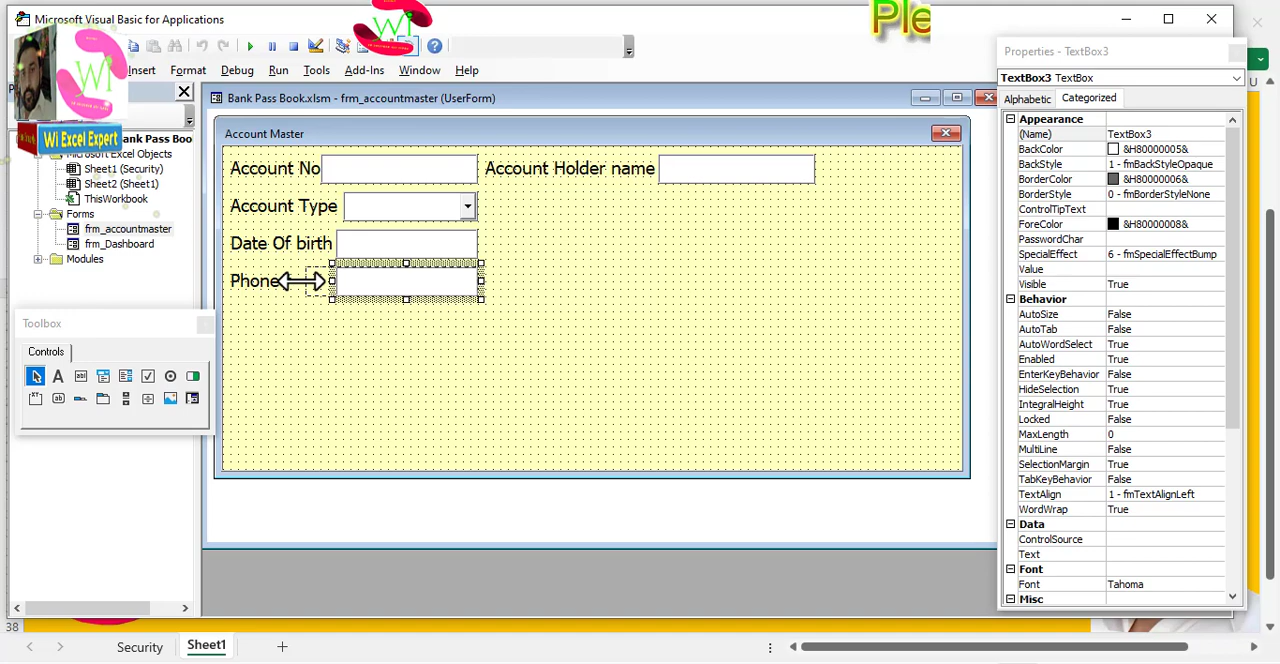 Ple
Microsoft Visual Basic for Applications
Insert Format Debug Run Tools Add-Ins Window Help
Wi
Wi
Wi Excel Expert
Bank Pass Boo
Microsoft Excel Objects
Sheet1 (Security)
Sheet2 (Sheet1)
ThisWorkbook
Forms
frm_accountmaster
frm_Dashboard
Modules
Toolbox
Controls
Bank Pass Book.xlsm - frm_accountmaster (UserForm)
Account Master
Account No
Account Holder name
Account Type
Date Of birth
Phone
Properties - TextBox3
TextBox3 TextBox
Alphabetic Categorized
Appearance
(Name) TextBox3
BackColor &H80000005&
BackStyle 1 - fmBackStyleOpaque
BorderColor &H80000006&
BorderStyle 0 - fmBorderStyleNone
ControlTipText
ForeColor &H80000008&
PasswordChar
SpecialEffect 6 - fmSpecialEffectBump
Value
Visible True
Behavior
AutoSize False
AutoTab False
AutoWordSelect True
Enabled True
EnterKeyBehavior False
HideSelection True
IntegralHeight True
Locked False
MaxLength 0
MultiLine False
SelectionMargin True
TabKeyBehavior False
TextAlign 1 - fmTextAlignLeft
WordWrap True
Data
ControlSource
Text
Font
Font Tahoma
Misc
U
38
Security Sheet1